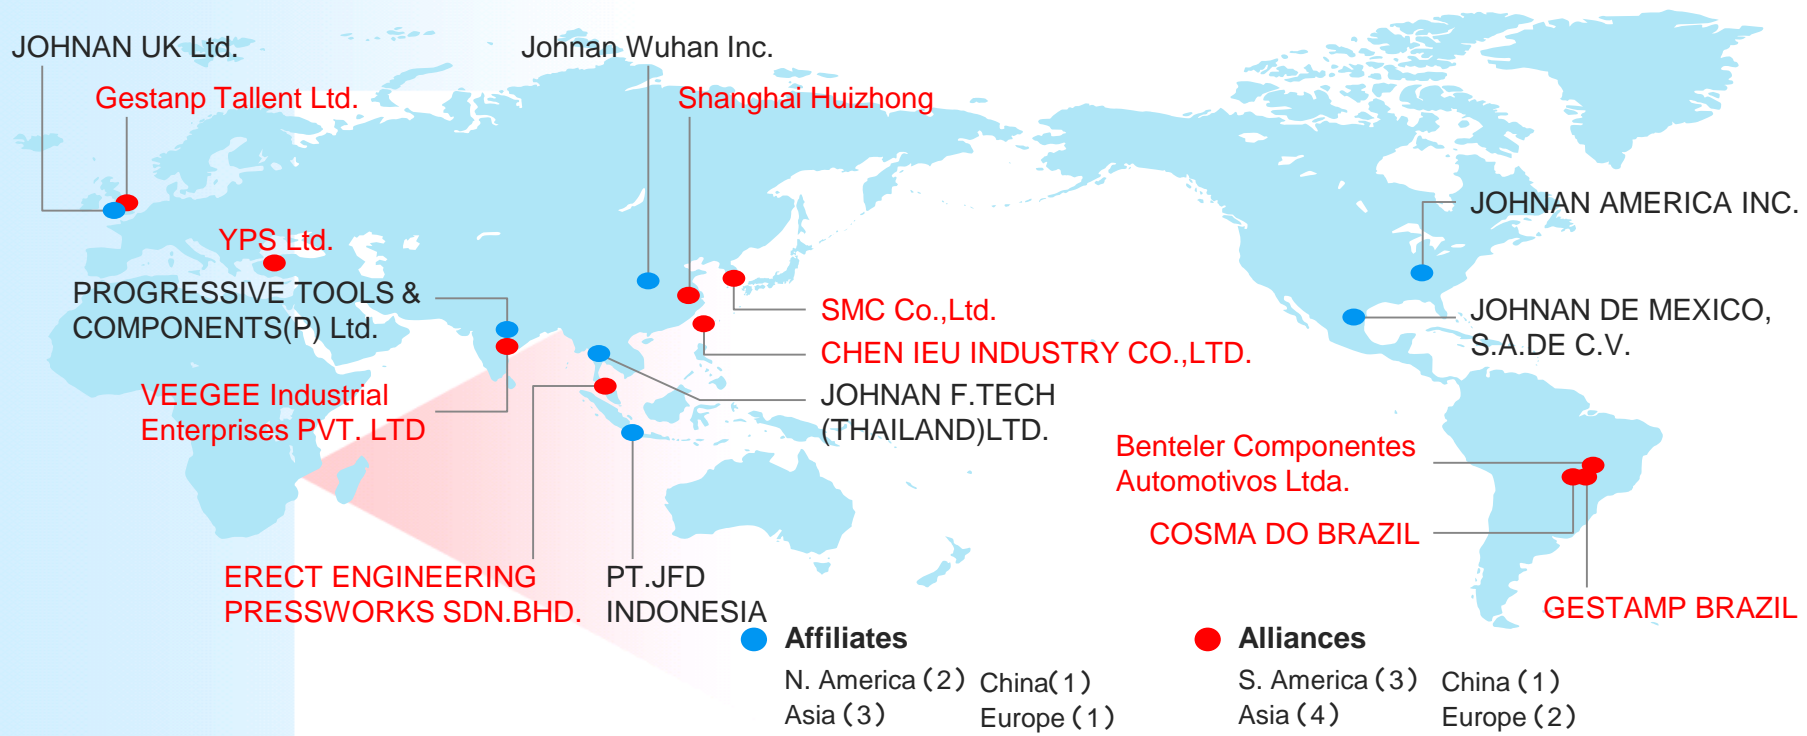 JOHNAN UK Ltd.
Johnan Wuhan Inc.
Gestanp Tallent Ltd.
Shanghai Huizhong
JOHNAN AMERICA INC.
YPS Ltd.
PROGRESSIVE TOOLS &
COMPONENTS(P) Ltd.
SMC Co.,Ltd.
JOHNAN DE MEXICO,
S.A.DE C.V.
CHEN IEU INDUSTRY CO.,LTD.
VEEGEE Industrial
Enterprises PVT. LTD
JOHNAN F.TECH
(THAILAND)LTD.
Benteler Componentes
Automotivos Ltda.
COSMA DO BRAZIL
ERECT ENGINEERING
PRESSWORKS SDN.BHD.
PT.JFD
INDONESIA
GESTAMP BRAZIL
Affiliates
N. America (2) China(1)
Asia (3) Europe (1)
Alliances
S. America (3) China (1)
Asia (4) Europe (2)